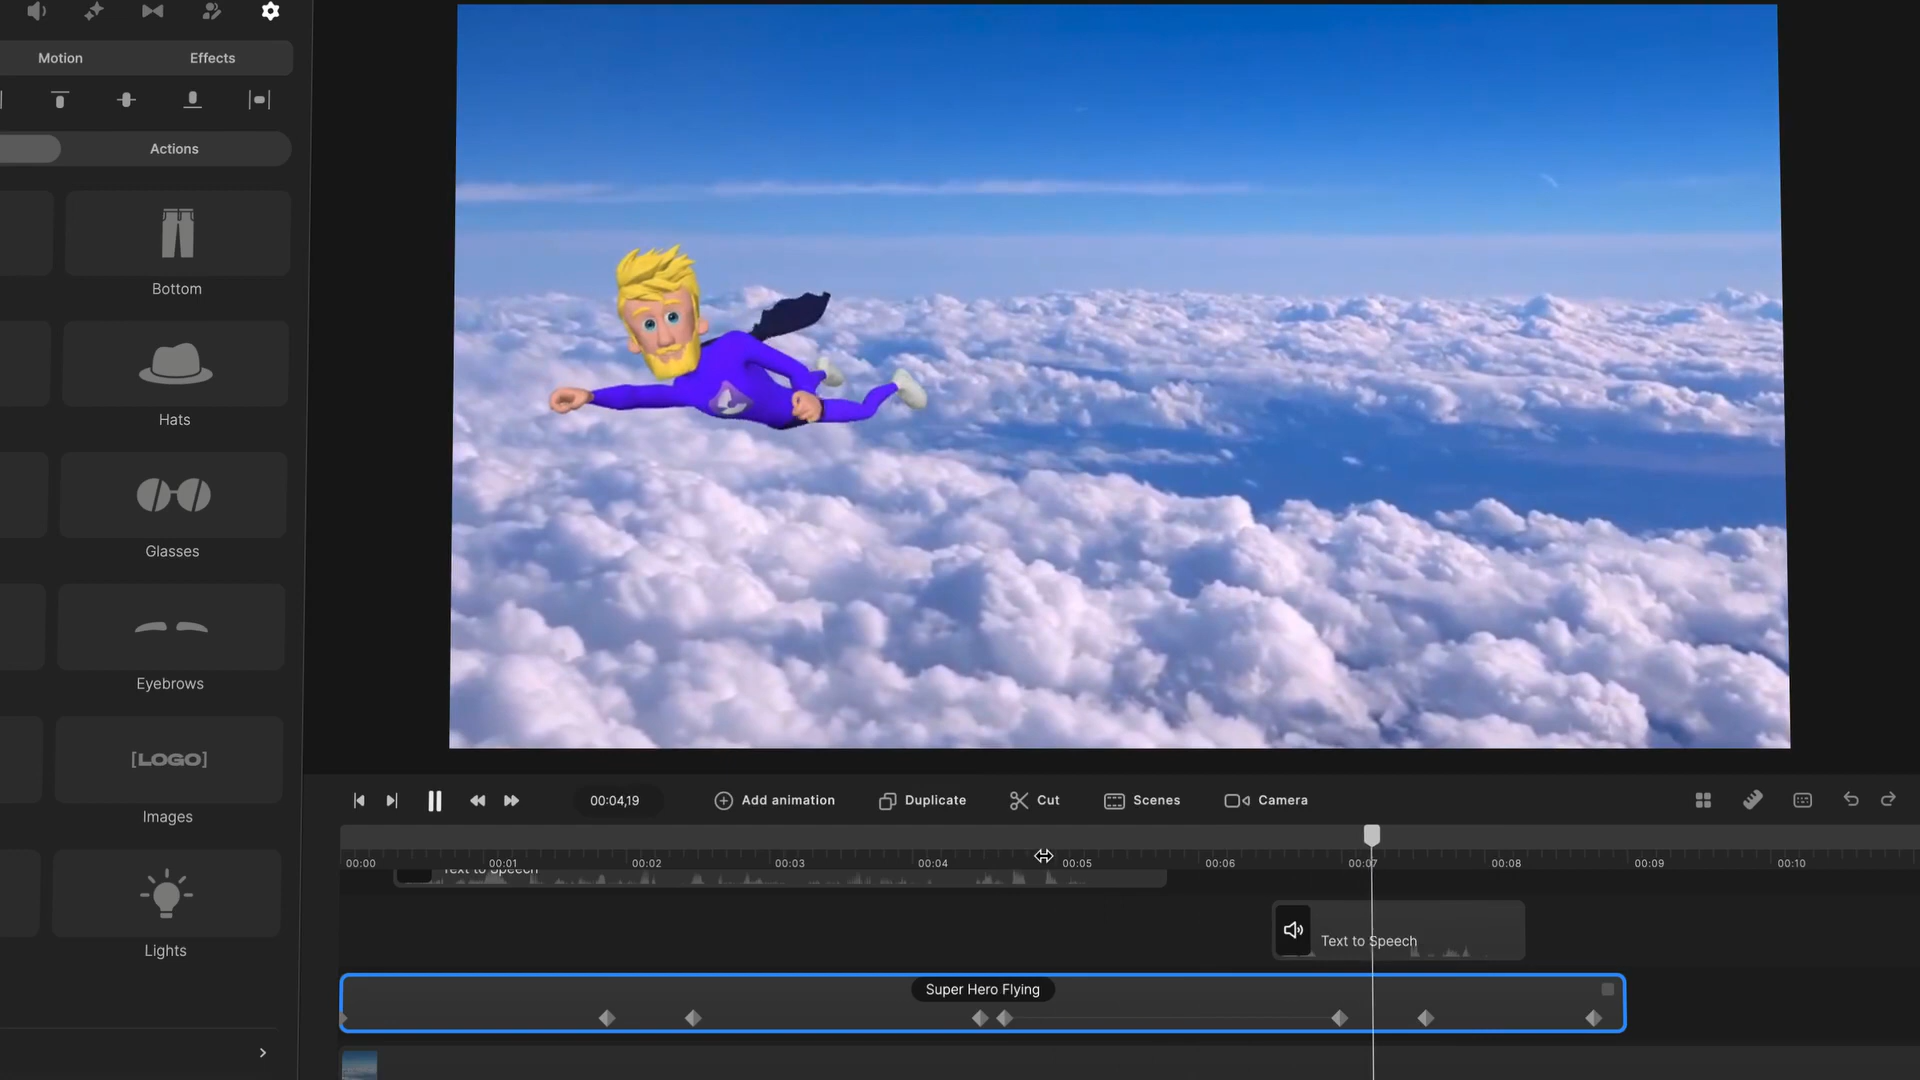 Motion
Effects
Actions
Bottom
Hats
Glasses
Eyebrows
[LOGO]
Images
Lights
00:04,19
Add animation
Duplicate
Cut
Scenes
Camera
00:00
00:01
00:02
00:03
00:04
00:05
00:06
00:07
00:08
00:09
00:10
Text to Speech
Text to Speech
Super Hero Flying